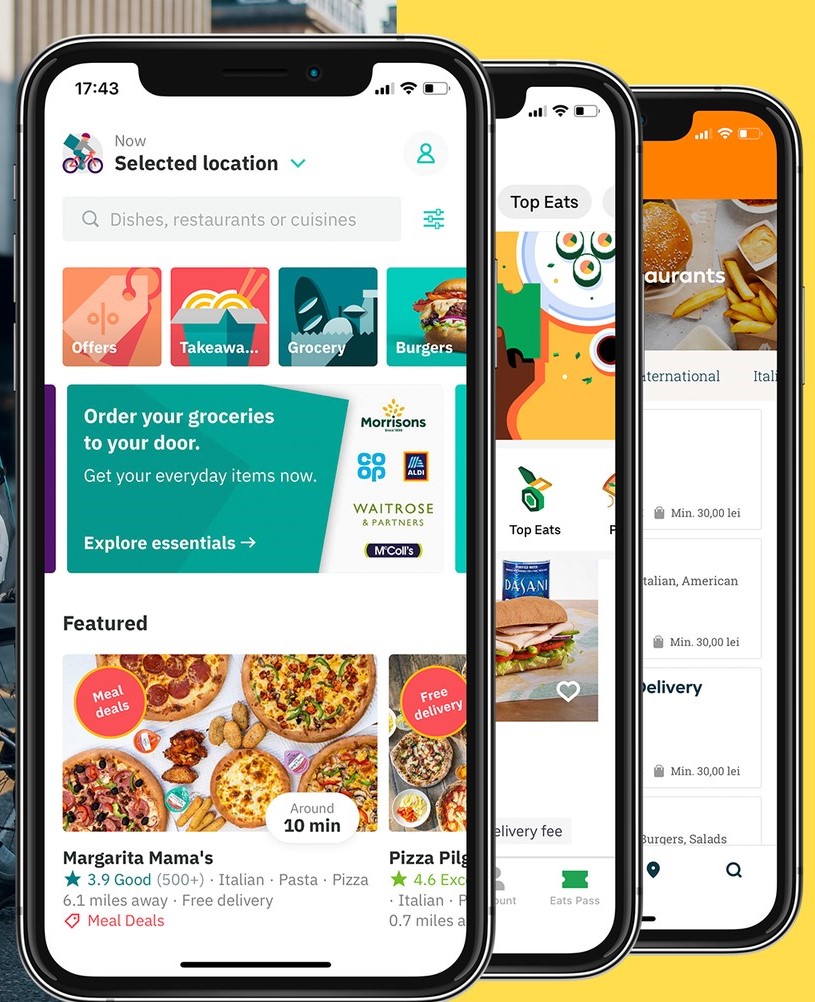 17:43
Now
Selected location
Dishes, restaurants or cuisines
Offers
Takeawa...
Grocery
Burgers
Order your groceries
to your door.
Get your everyday items now.
Explore essentials →
Morrisons
SINCE 1899
CO
OP
ALDI
WAITROSE
& PARTNERS
McColl's
Featured
Meal
deals
Free
delivery
Around
10 min
Margarita Mama's
3.9 Good (500+) · Italian · Pasta · Pizza
6.1 miles away · Free delivery
Meal Deals
Pizza Pilg
4.6 Exc
· Italian · P
0.7 miles a
Top Eats
Top Eats
P
DASANI
elivery fee
ount
Eats Pass
aurants
nternational
Itali
Min. 30,00 lei
talian, American
Min. 30,00 lei
Delivery
Min. 30,00 lei
Burgers, Salads